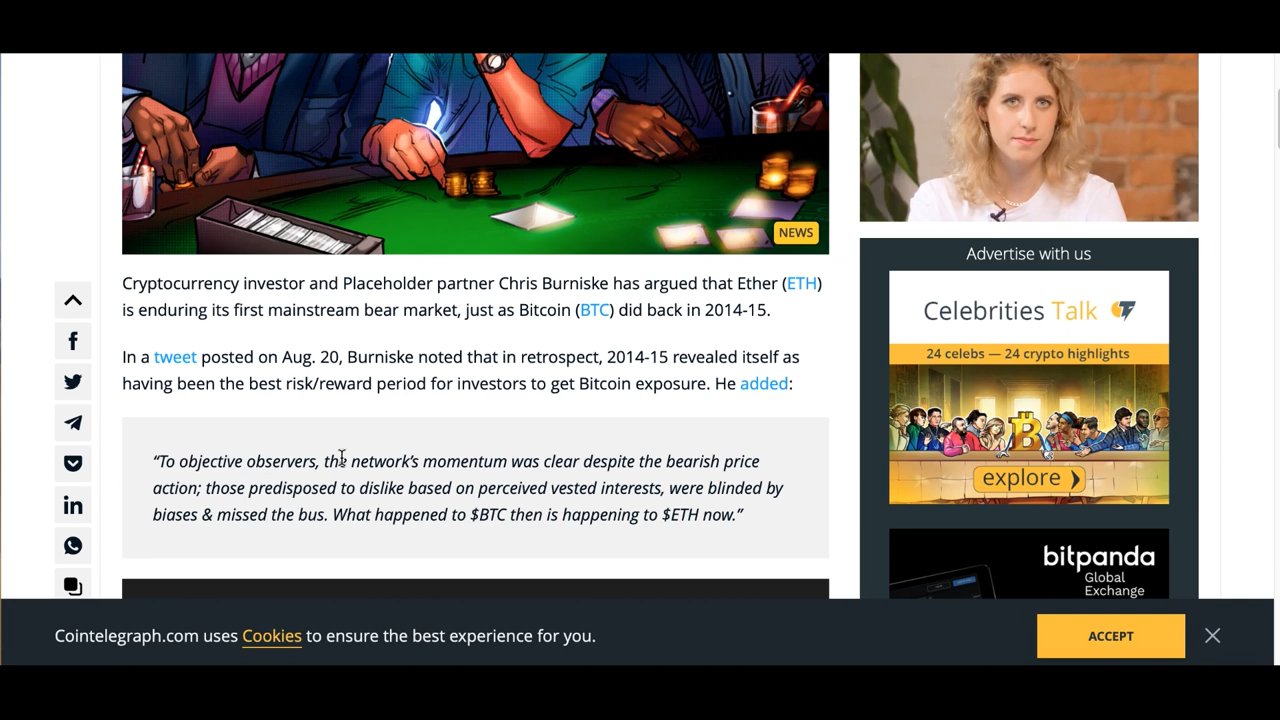 NEWS
Cryptocurrency investor and Placeholder partner Chris Burniske has argued that Ether (ETH)
is enduring its first mainstream bear market, just as Bitcoin (BTC) did back in 2014-15.
In a tweet posted on Aug. 20, Burniske noted that in retrospect, 2014-15 revealed itself as
having been the best risk/reward period for investors to get Bitcoin exposure. He added:
“To objective observers, the network’s momentum was clear despite the bearish price
action; those predisposed to dislike based on perceived vested interests, were blinded by
biases & missed the bus. What happened to $BTC then is happening to $ETH now.”
Advertise with us
Celebrities Talk
24 celebs — 24 crypto highlights
explore
bitpanda
Global
Exchange
Cointelegraph.com uses Cookies to ensure the best experience for you.
ACCEPT